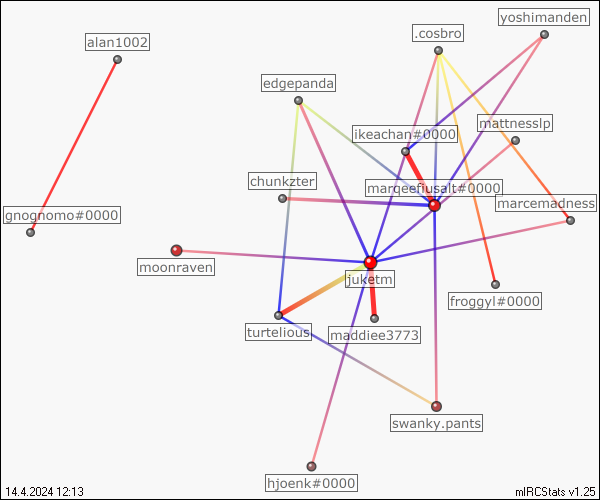 yoshimanden
.cosbro
alan1002
edgepanda
mattnesslp
ikeachan#0000
chunkzter
marqeefiusalt#0000
marcemadness
gnognomo#0000
moonraven
juketm
froggyl#0000
turtelious
maddiee3773
swanky.pants
hjoenk#0000
14.4.2024 12:13
mIRCStats v1.25